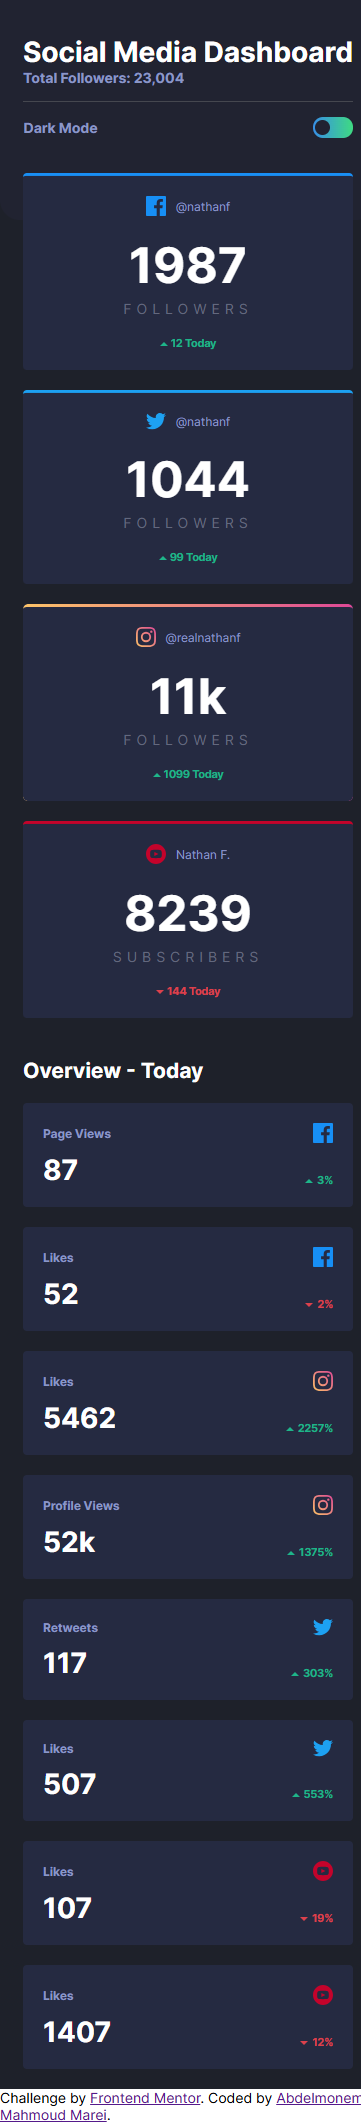 Social Media Dashboard
Total Followers: 23,004
Dark Mode
@nathanf
1987
FOLLOWERS
12 Today
@nathanf
1044
FOLLOWERS
99 Today
@realnathanf
11k
FOLLOWERS
1099 Today
Nathan F.
8239
SUBSCRIBERS
144 Today
Overview - Today
Page Views
87
3%
Likes
52
2%
Likes
5462
2257%
Profile Views
52k
1375%
Retweets
117
303%
Likes
507
553%
Likes
107
19%
Likes
1407
12%
Challenge by Frontend Mentor. Coded by Abdelmonem
Mahmoud Marei.